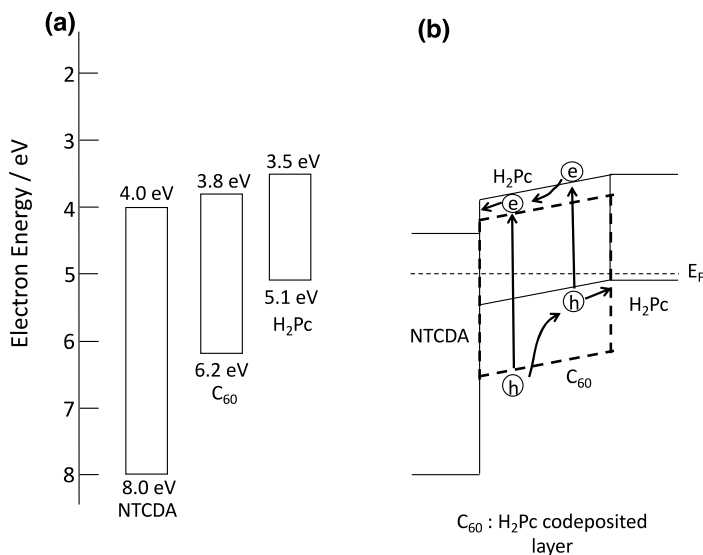 (a)
Electron Energy / eV
2
3
4
5
6
7
8
4.0 eV
8.0 eV
NTCDA
3.8 eV
6.2 eV
C60
3.5 eV
5.1 eV
H2Pc
(b)
H2Pc
e
e
EF
h
H2Pc
NTCDA
h
C60
C60 : H2Pc codeposited
layer